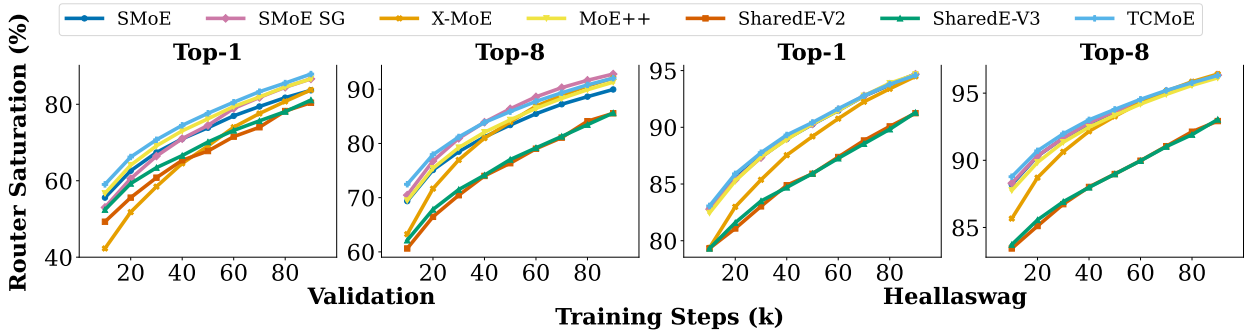 SMoE SMoE SG X-MoE MoE++ SharedE-V2 SharedE-V3 TCMoE
Router Saturation (%)
Top-1 Top-8 Top-1 Top-8
80
60
40
20 40 60 80
90
80
70
60
20 40 60 80
95
90
85
80
20 40 60 80
95
90
85
20 40 60 80
Validation Heallaswag
Training Steps (k)